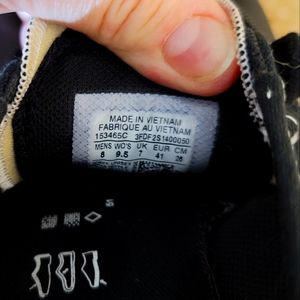 MADE IN VIETNAM
FABRIQUE AU VIETNAM
153465C 3FDF2S1400050
MENS WO'S UK EUR CM
8 9.5 7 41 26